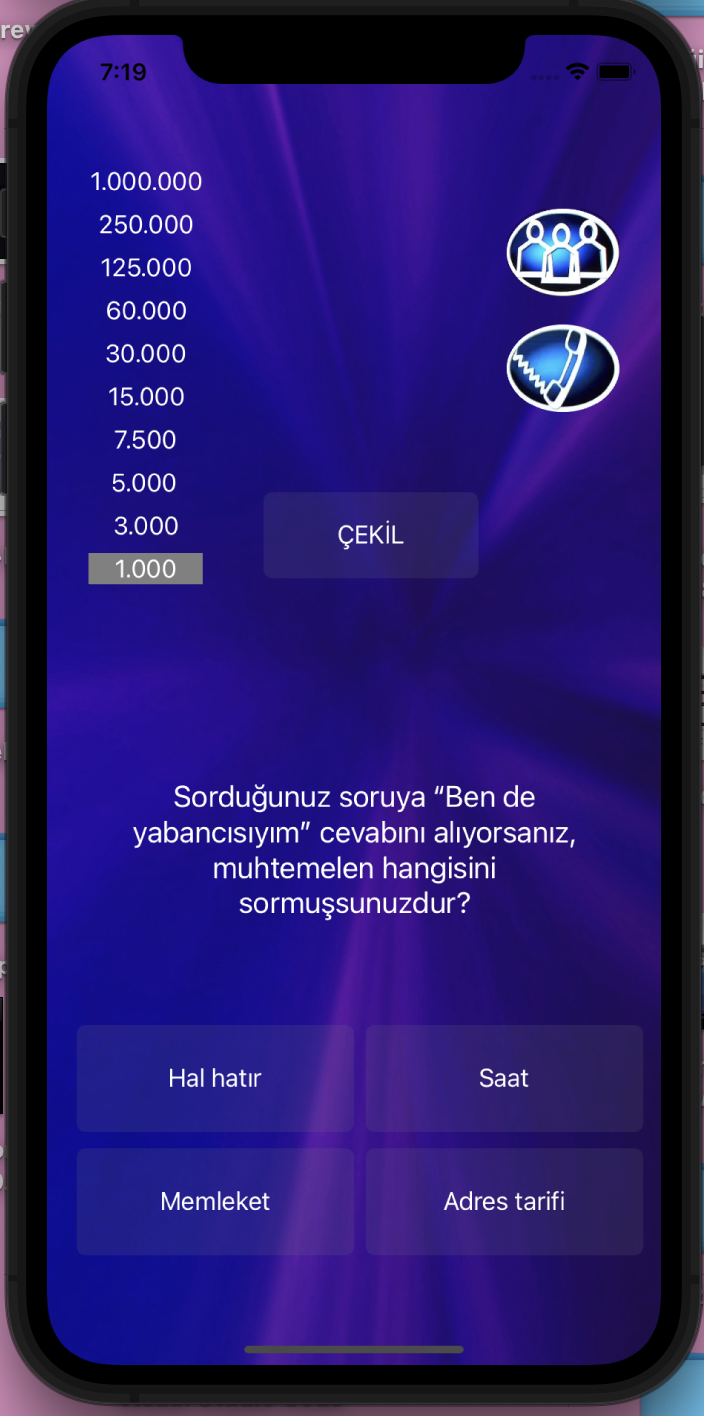 7:19
1.000.000
250.000
125.000
60.000
30.000
15.000
7.500
5.000
3.000
1.000
ÇEKİL
Sorduğunuz soruya “Ben de
yabancısıyım” cevabını alıyorsanız,
muhtemelen hangisini
sormuşsunuzdur?
Hal hatır
Saat
Memleket
Adres tarifi